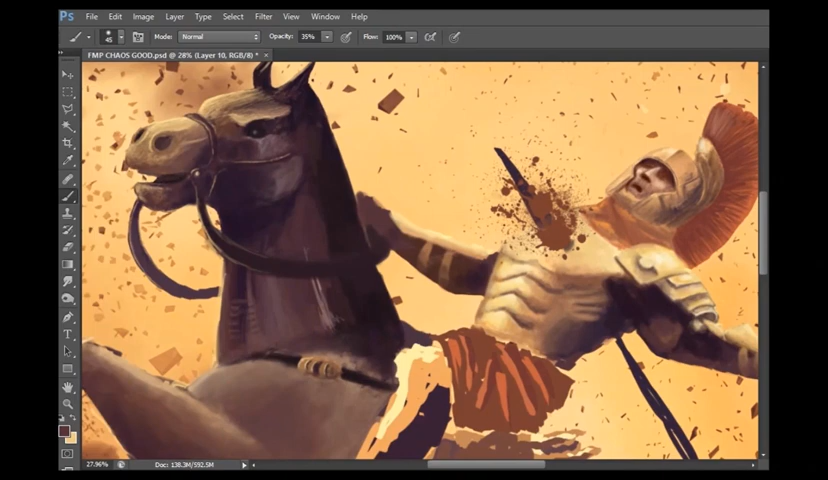 Ps File Edit Image Layer Type Select Filter View Window Help
45 Mode: Normal Opacity: 35% Flow: 100%
FMP CHAOS GOOD.psd @ 28% (Layer 10, RGB/8) * ×
T
27.96% Doc: 138.3M/592.5M